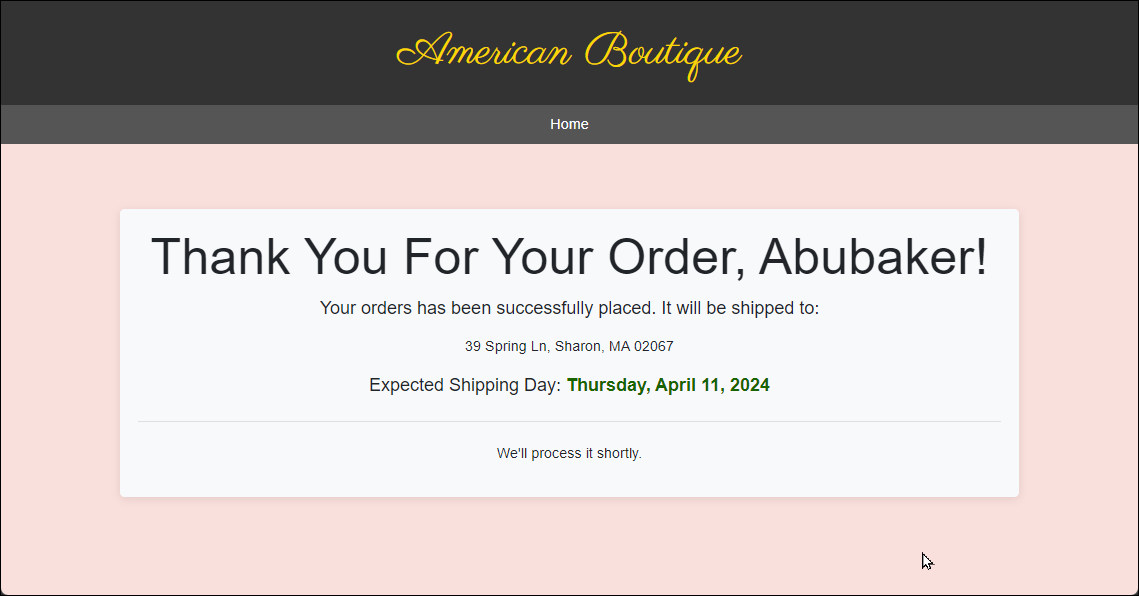 American Boutique
Home
Thank You For Your Order, Abubaker!
Your orders has been successfully placed. It will be shipped to:
39 Spring Ln, Sharon, MA 02067
Expected Shipping Day: Thursday, April 11, 2024
We'll process it shortly.